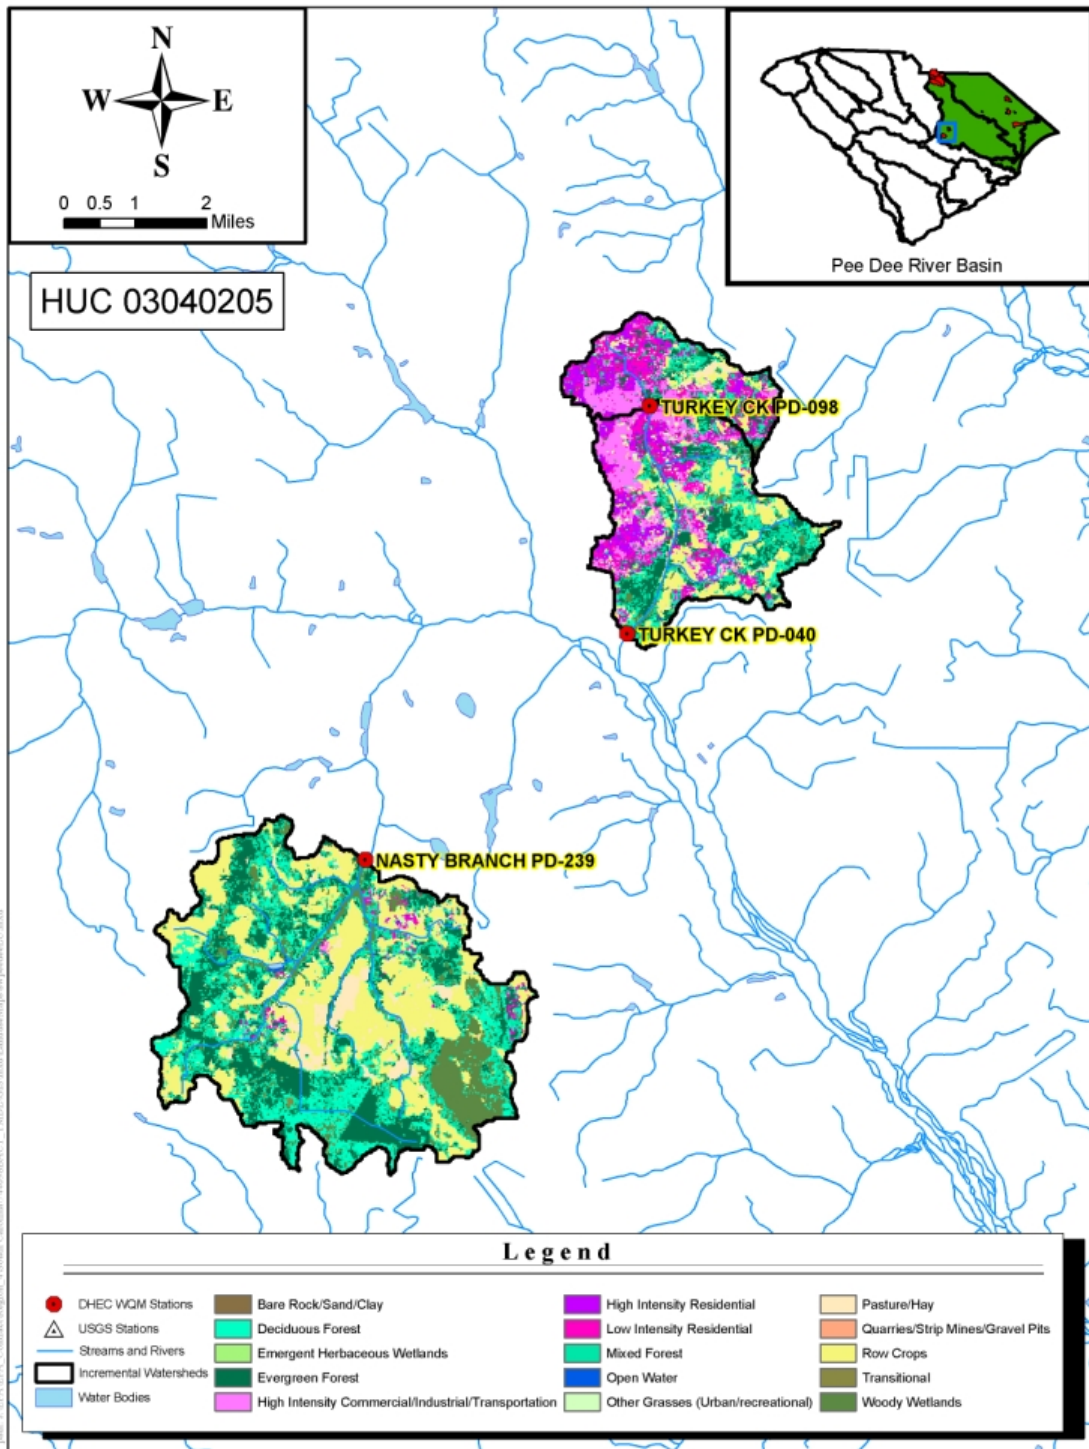 N
W E
S
0 0.5 1 2
Miles
Pee Dee River Basin
HUC 03040205
TURKEY CK PD-098
TURKEY CK PD-040
NASTY BRANCH PD-239
Legend
DHEC WQM Stations
USGS Stations
Streams and Rivers
Incremental Watersheds
Water Bodies
Bare Rock/Sand/Clay
Deciduous Forest
Emergent Herbaceous Wetlands
Evergreen Forest
High Intensity Commercial/Industrial/Transportation
High Intensity Residential
Low Intensity Residential
Mixed Forest
Open Water
Other Grasses (Urban/recreational)
Pasture/Hay
Quarries/Strip Mines/Gravel Pits
Row Crops
Transitional
Woody Wetlands